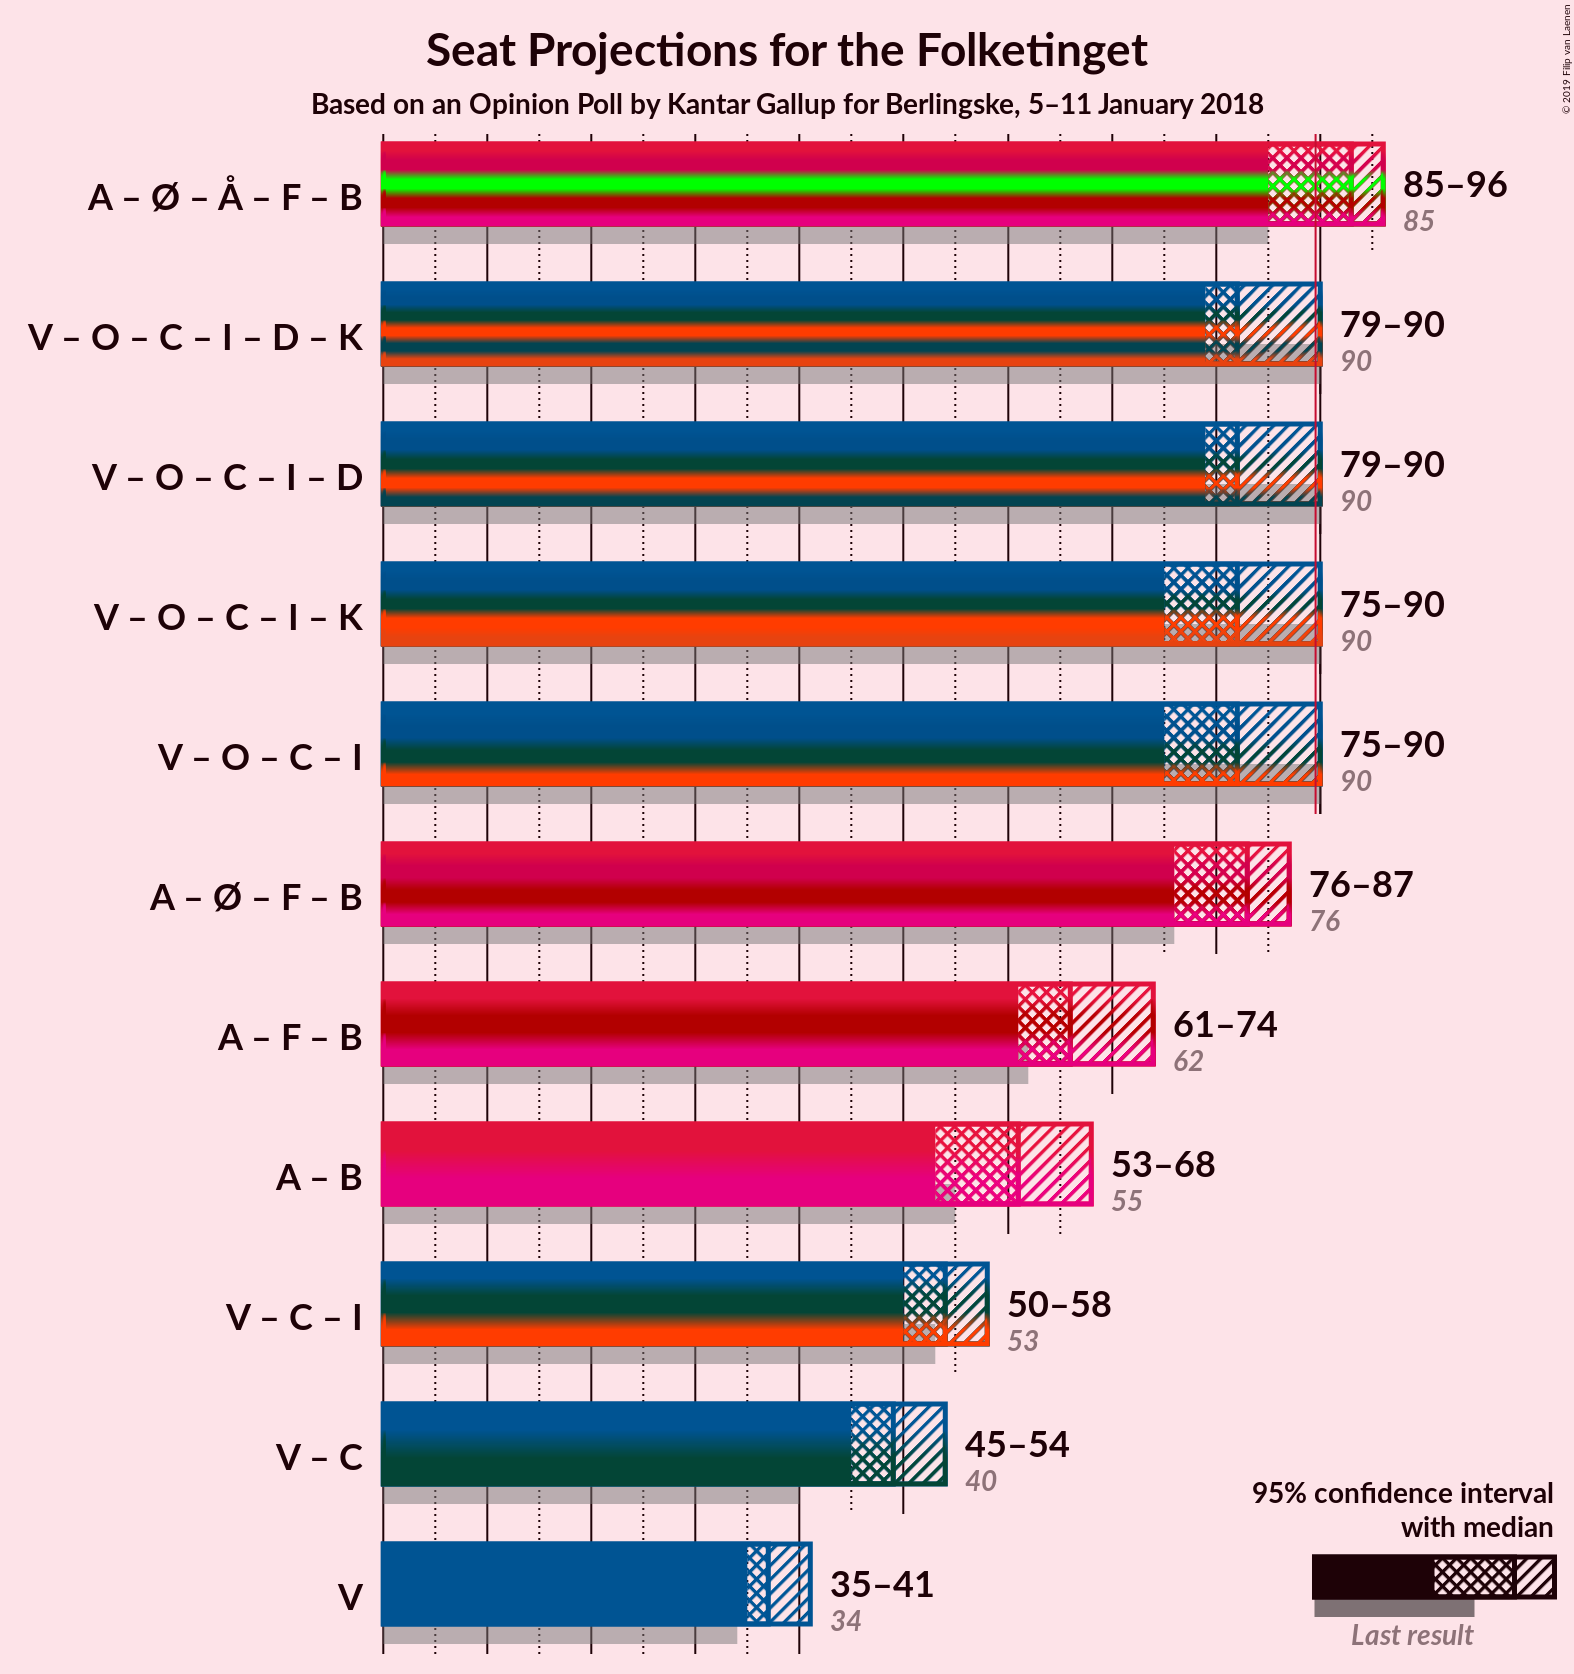 Seat Projections for the Folketinget
Based on an Opinion Poll by Kantar Gallup for Berlingske, 5–11 January 2018
© 2019 Filip van Laenen
A – Ø – Å – F – B
85–96
85
V – O – C – I – D – K
79–90
90
V – O – C – I – D
79–90
90
V – O – C – I – K
75–90
90
V – O – C – I
75–90
90
A – Ø – F – B
76–87
76
A – F – B
61–74
62
A – B
53–68
55
V – C – I
50–58
53
V – C
45–54
40
V
35–41
34
95% confidence interval
with median
Last result